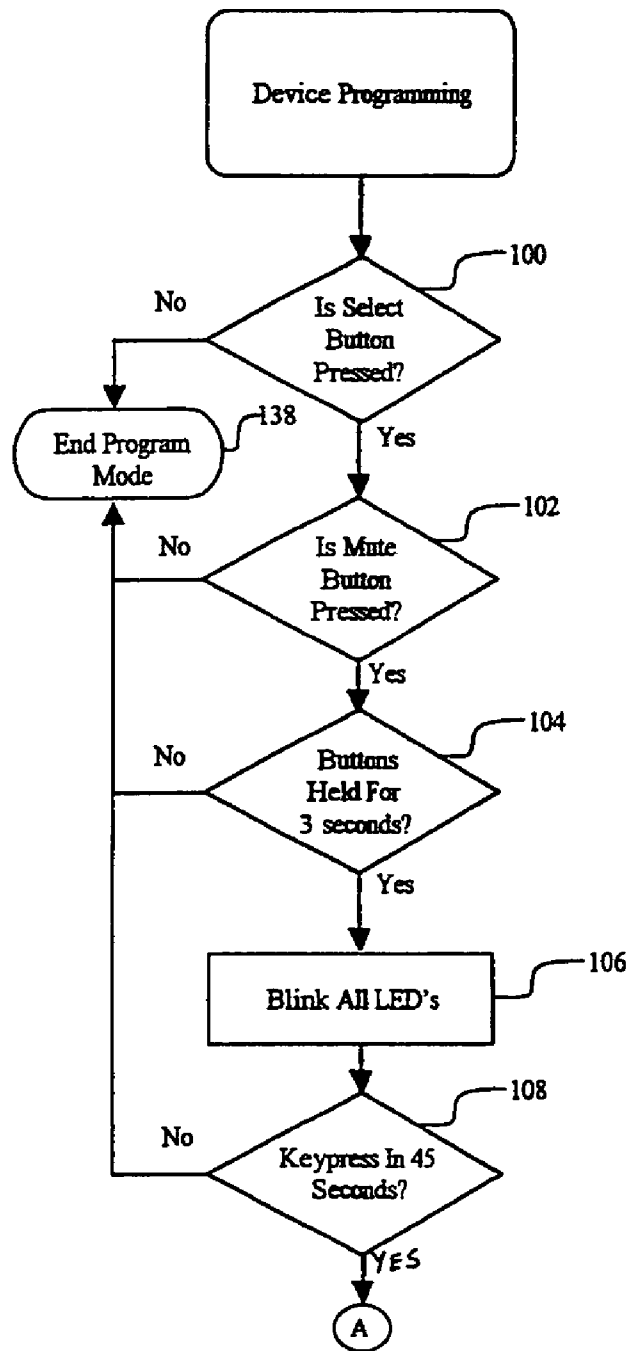 Device Programming
100
No
Is Select
Button
Pressed?
138
End Program
Mode
Yes
102
No
Is Mute
Button
Pressed?
Yes
104
No
Buttons
Held For
3 seconds?
Yes
106
Blink All LED's
108
No
Keypress In 45
Seconds?
YES
A